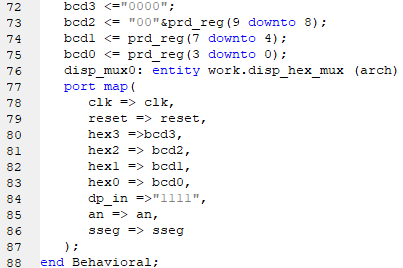 72 bcd3 <="0000";
73 bcd2 <= "00"&prd_reg(9 downto 8);
74 bcd1 <= prd_reg(7 downto 4);
75 bcd0 <= prd_reg(3 downto 0);
76 disp_mux0: entity work.disp_hex_mux (arch)
77 port map(
78 clk => clk,
79 reset => reset,
80 hex3 =>bcd3,
81 hex2 => bcd2,
82 hex1 => bcd1,
83 hex0 => bcd0,
84 dp_in =>"1111",
85 an => an,
86 sseg => sseg
87 );
88 end Behavioral;